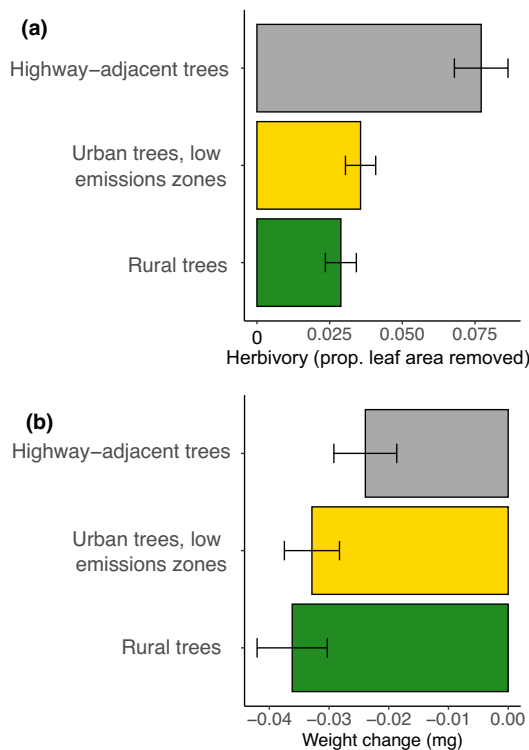 (a)
Highway−adjacent trees
Urban trees, low
emissions zones
Rural trees
0
0.025
0.050
0.075
Herbivory (prop. leaf area removed)
(b)
Highway−adjacent trees
Urban trees, low
emissions zones
Rural trees
−0.04
−0.03
−0.02
−0.01
0.00
Weight change (mg)